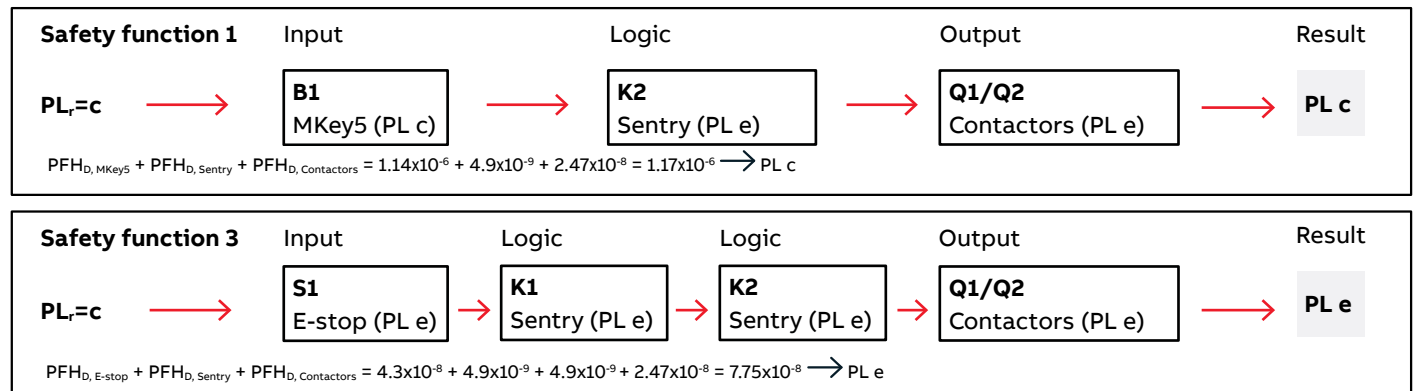 Safety function 1 Input Logic Output Result
PLr=c
B1
MKey5 (PL c)
K2
Sentry (PL e)
Q1/Q2
Contactors (PL e)
PL c
PFHD, MKey5 + PFHD, Sentry + PFHD, Contactors = 1.14x10-6 + 4.9x10-9 + 2.47x10-8 = 1.17x10-6 → PL c
Safety function 3 Input Logic Logic Output Result
PLr=c
S1
E-stop (PL e)
K1
Sentry (PL e)
K2
Sentry (PL e)
Q1/Q2
Contactors (PL e)
PL e
PFHD, E-stop + PFHD, Sentry + PFHD, Contactors = 4.3x10-8 + 4.9x10-9 + 4.9x10-9 + 2.47x10-8 = 7.75x10-8 → PL e